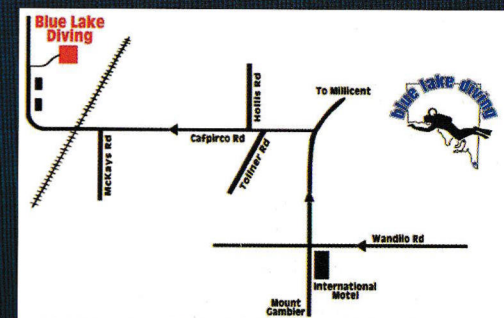 Blue Lake
Diving
Hollis Rd
To Millicent
blue lake diving
Cafpirco Rd
McKays Rd
Tollner Rd
Wandilo Rd
International
Motel
Mount
Gambier